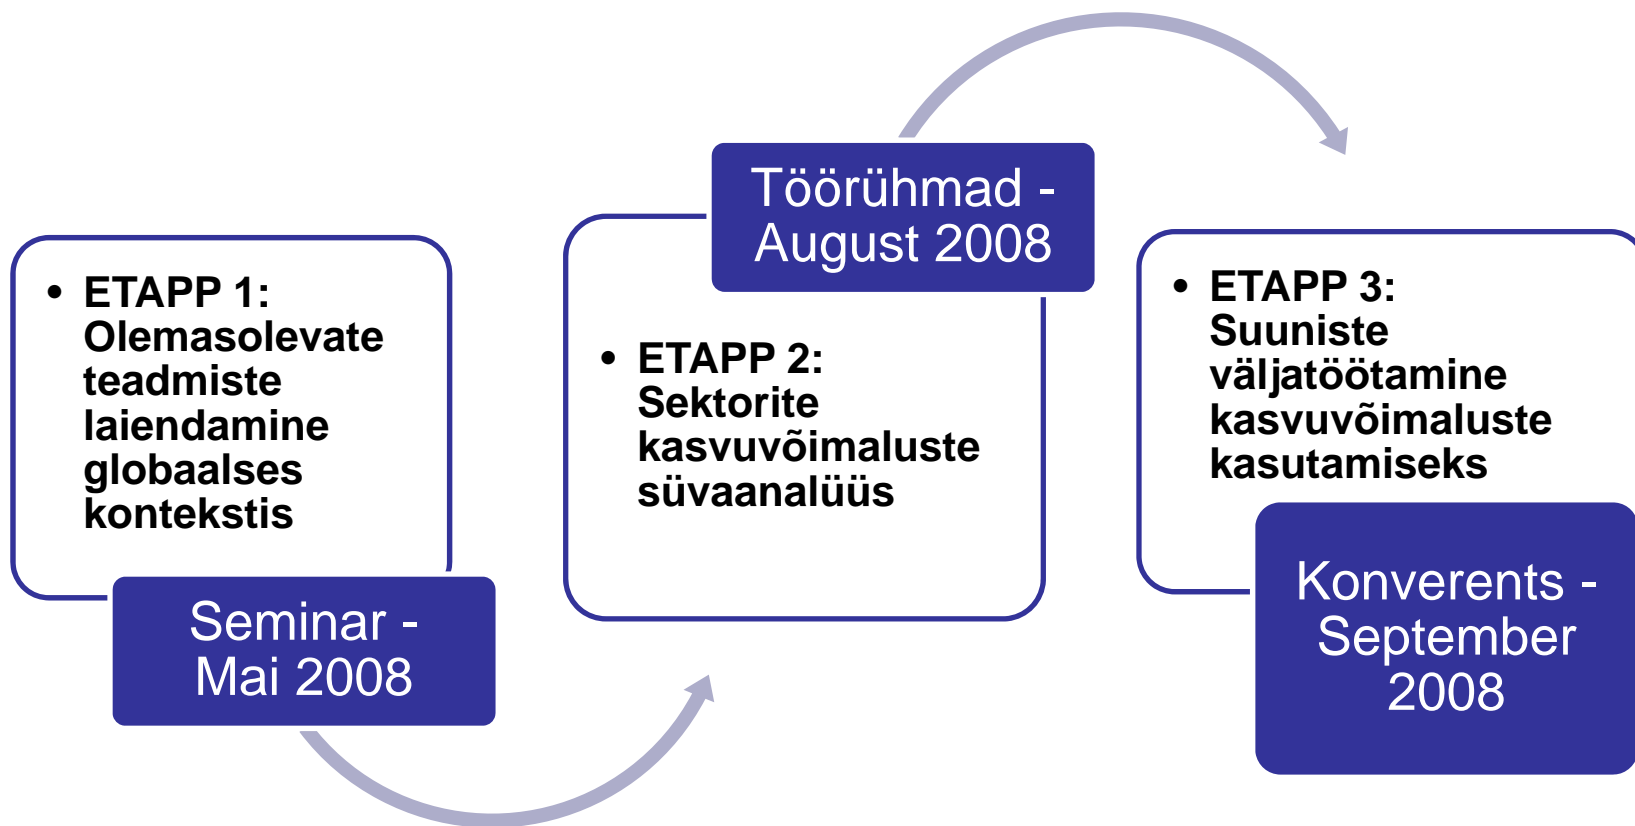 • ETAPP 1:
Olemasolevate
teadmiste
laiendamine
globaalses
kontekstis
Seminar -
Mai 2008
Töörühmad -
August 2008
• ETAPP 2:
Sektorite
kasvuvõimaluste
süvaanalüüs
• ETAPP 3:
Suuniste
väljatöötamine
kasvuvõimaluste
kasutamiseks
Konverents -
September
2008